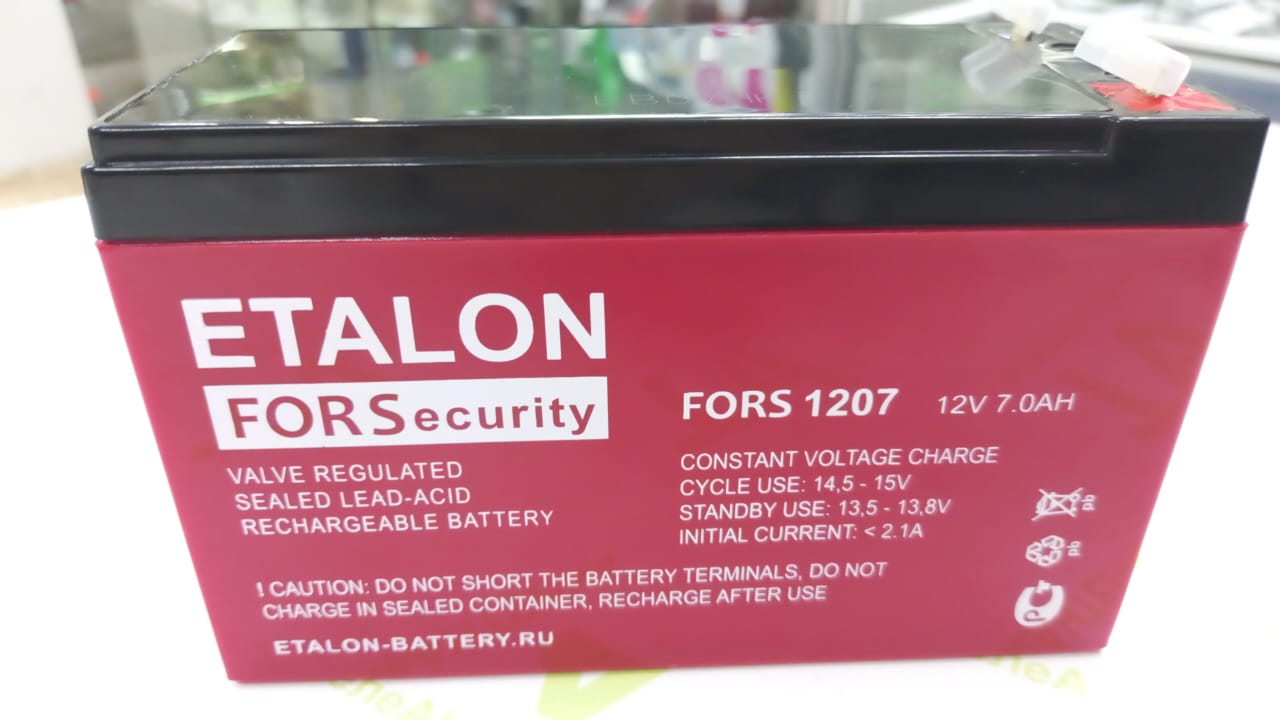 ETALON
FORSecurity
VALVE REGULATED
SEALED LEAD-ACID
RECHARGEABLE BATTERY
FORS 1207 12V 7.0AH
CONSTANT VOLTAGE CHARGE
CYCLE USE: 14,5 - 15V
STANDBY USE: 13,5 - 13,8V
INITIAL CURRENT: < 2.1A
Pb
Pb
! CAUTION: DO NOT SHORT THE BATTERY TERMINALS, DO NOT
CHARGE IN SEALED CONTAINER, RECHARGE AFTER USE
ETALON-BATTERY.RU